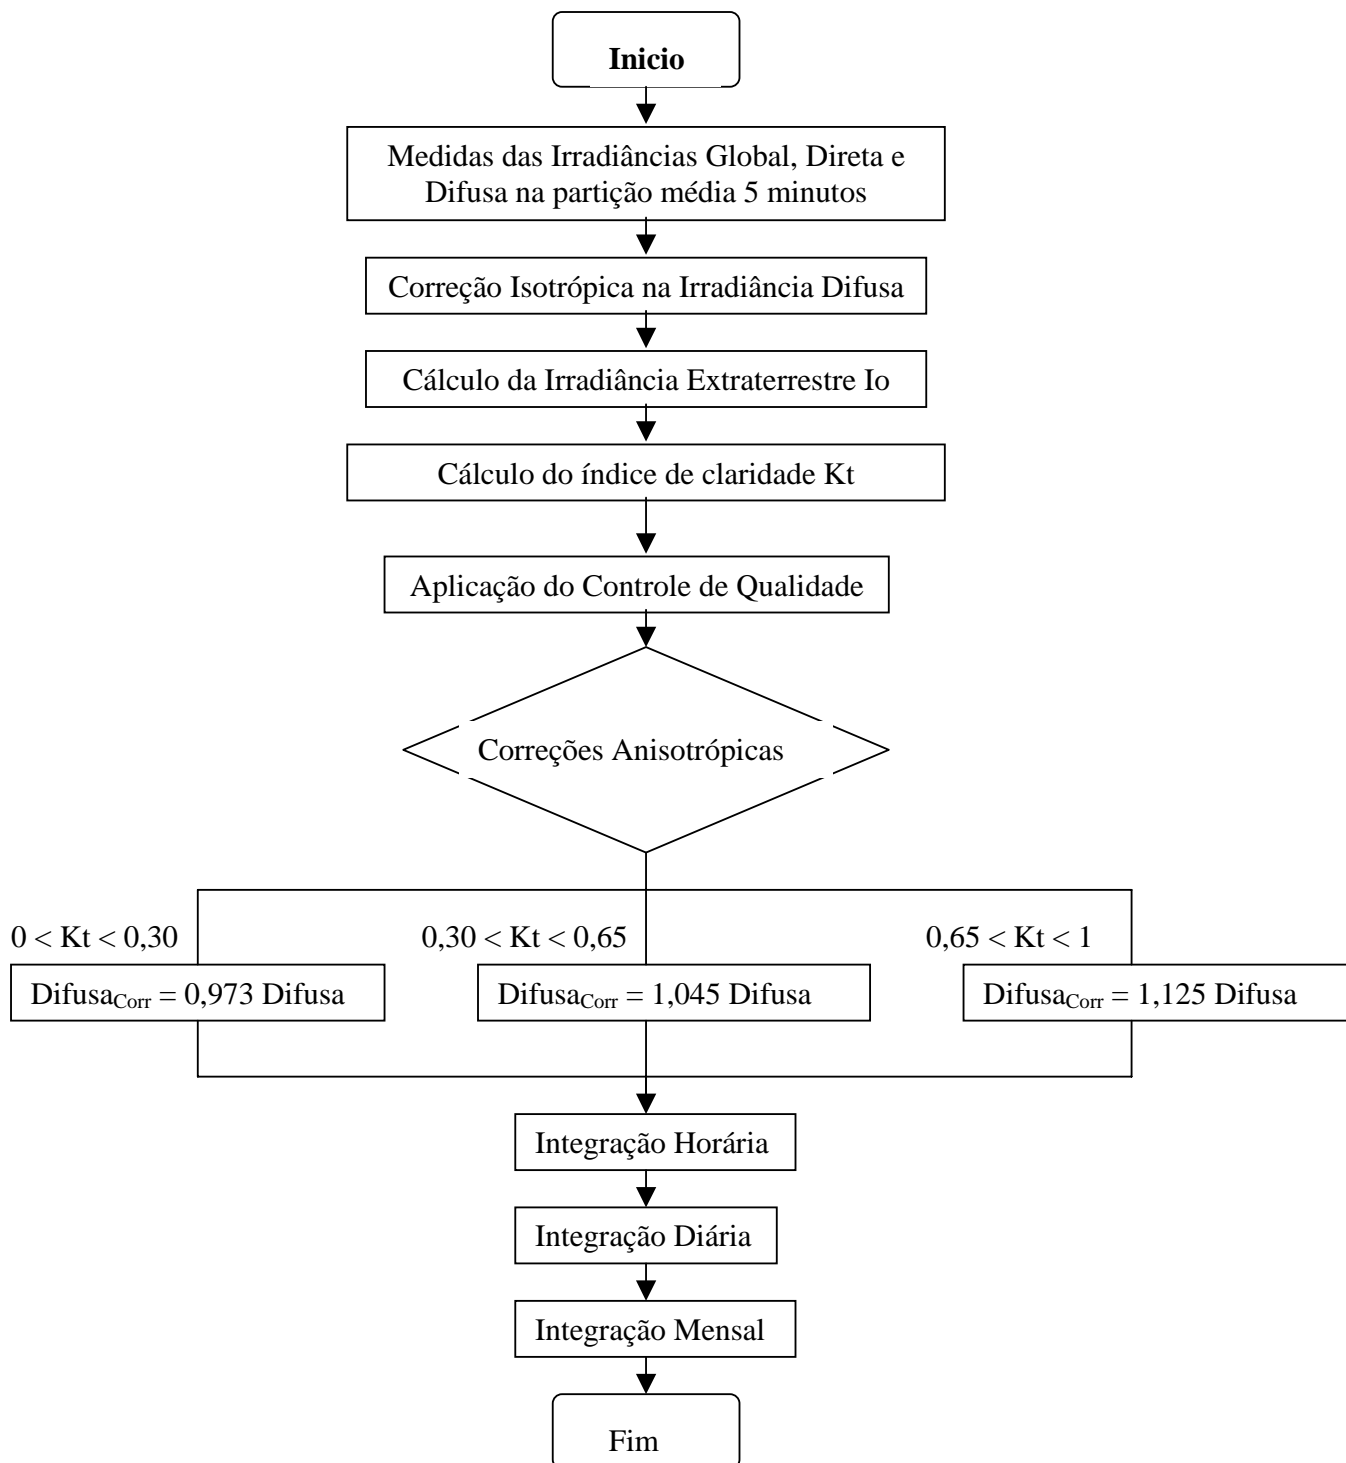 Inicio
Medidas das Irradiâncias Global, Direta e
Difusa na partição média 5 minutos
Correção Isotrópica na Irradiância Difusa
Cálculo da Irradiância Extraterrestre Io
Cálculo do índice de claridade Kt
Aplicação do Controle de Qualidade
Correções Anisotrópicas
0 < Kt < 0,30
0,30 < Kt < 0,65
0,65 < Kt < 1
Difusa_Corr = 0,973 Difusa
Difusa_Corr = 1,045 Difusa
Difusa_Corr = 1,125 Difusa
Integração Horária
Integração Diária
Integração Mensal
Fim